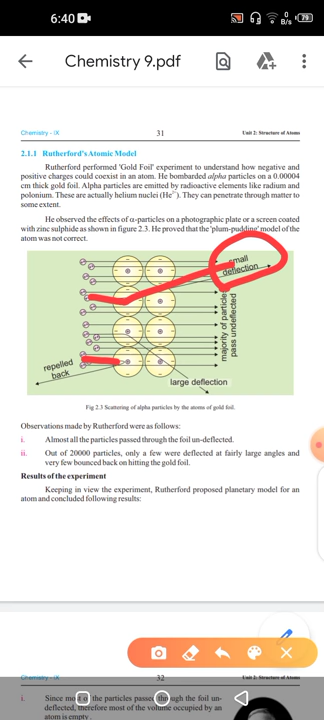 6:40
0
B/s
79
Chemistry 9.pdf
Chemistry - IX
31
Unit 2: Structure of Atoms
2.1.1 Rutherford's Atomic Model
Rutherford performed 'Gold Foil' experiment to understand how negative and
positive charges could coexist in an atom. He bombarded alpha particles on a 0.00004
cm thick gold foil. Alpha particles are emitted by radioactive elements like radium and
polonium. These are actually helium nuclei (He²⁺). They can penetrate through matter to
some extent.
He observed the effects of α-particles on a photographic plate or a screen coated
with zinc sulphide as shown in figure 2.3. He proved that the 'plum-pudding' model of the
atom was not correct.
small
deflection
majority of particles
pass undeflected
repelled
back
large deflection
Fig 2.3 Scattering of alpha particles by the atoms of gold foil.
Observations made by Rutherford were as follows:
i. Almost all the particles passed through the foil un-deflected.
ii. Out of 20000 particles, only a few were deflected at fairly large angles and
very few bounced back on hitting the gold foil.
Results of the experiment
Keeping in view the experiment, Rutherford proposed planetary model for an
atom and concluded following results:
Chemistry - IX
32
Unit 2: Structure of Atoms
i. Since most of the particles passed through the foil un-
deflected, therefore most of the volume occupied by an
atom is empty.